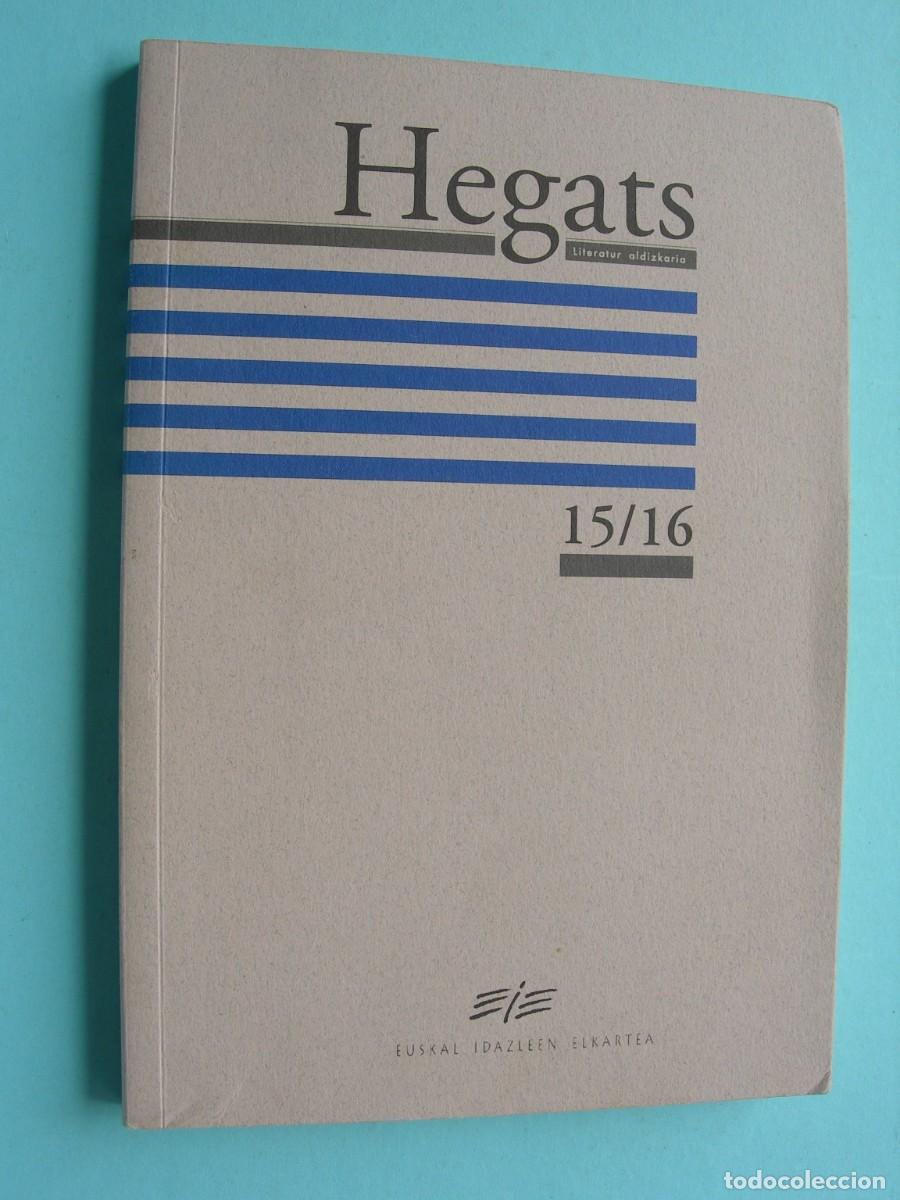 Hegats
Literatur aldizkaria
15/16
EIE
EUSKAL IDAZLEEN ELKARTEA
todocoleccion